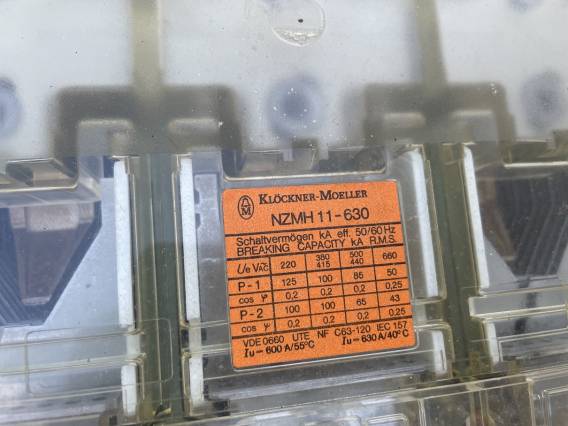 KLÖCKNER-MOELLER
NZMH 11-630
Schaltvermögen kA eff. 50/60 Hz
BREAKING CAPACITY kA R.M.S.
Ue V~ 220 380 415 500 440 660
P-1 125 100 85 50
cos φ 0,2 0,2 0,2 0,25
P-2 100 100 65 43
cos φ 0,2 0,2 0,2 0,25
VDE 0660 UTE NF C63-120 IEC 157
Iu = 600 A/55°C Iu = 630 A/40°C